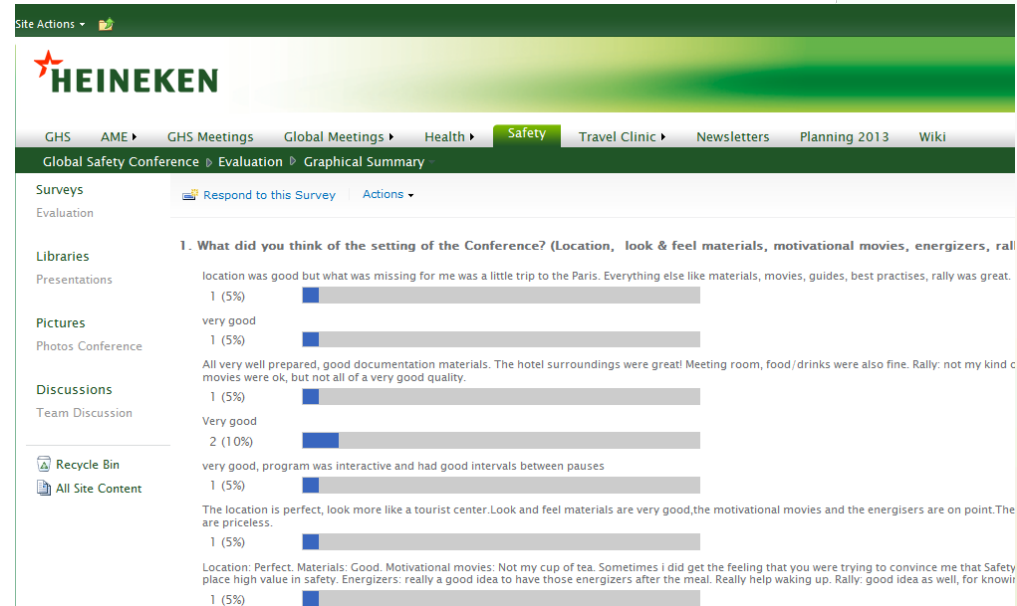 Site Actions
HEINEKEN
GHS AME GHS Meetings Global Meetings Health Safety Travel Clinic Newsletters Planning 2013 Wiki
Global Safety Conference Evaluation Graphical Summary
Surveys
Evaluation
Libraries
Presentations
Pictures
Photos Conference
Discussions
Team Discussion
Recycle Bin
All Site Content
Respond to this Survey Actions
1. What did you think of the setting of the Conference? (Location, look & feel materials, motivational movies, energizers, rall
location was good but what was missing for me was a little trip to the Paris. Everything else like materials, movies, guides, best practises, rally was great.
1 (5%)
very good
1 (5%)
All very well prepared, good documentation materials. The hotel surroundings were great! Meeting room, food/drinks were also fine. Rally: not my kind
movies were ok, but not all of a very good quality.
1 (5%)
Very good
2 (10%)
very good, program was interactive and had good intervals between pauses
1 (5%)
The location is perfect, look more like a tourist center.Look and feel materials are very good,the motivational movies and the energisers are on point.The
are priceless.
1 (5%)
Location: Perfect. Materials: Good. Motivational movies: Not my cup of tea. Sometimes i did get the feeling that you were trying to convince me that Safety
place high value in safety. Energizers: really a good idea to have those energizers after the meal. Really help waking up. Rally: good idea as well, for
1 (5%)